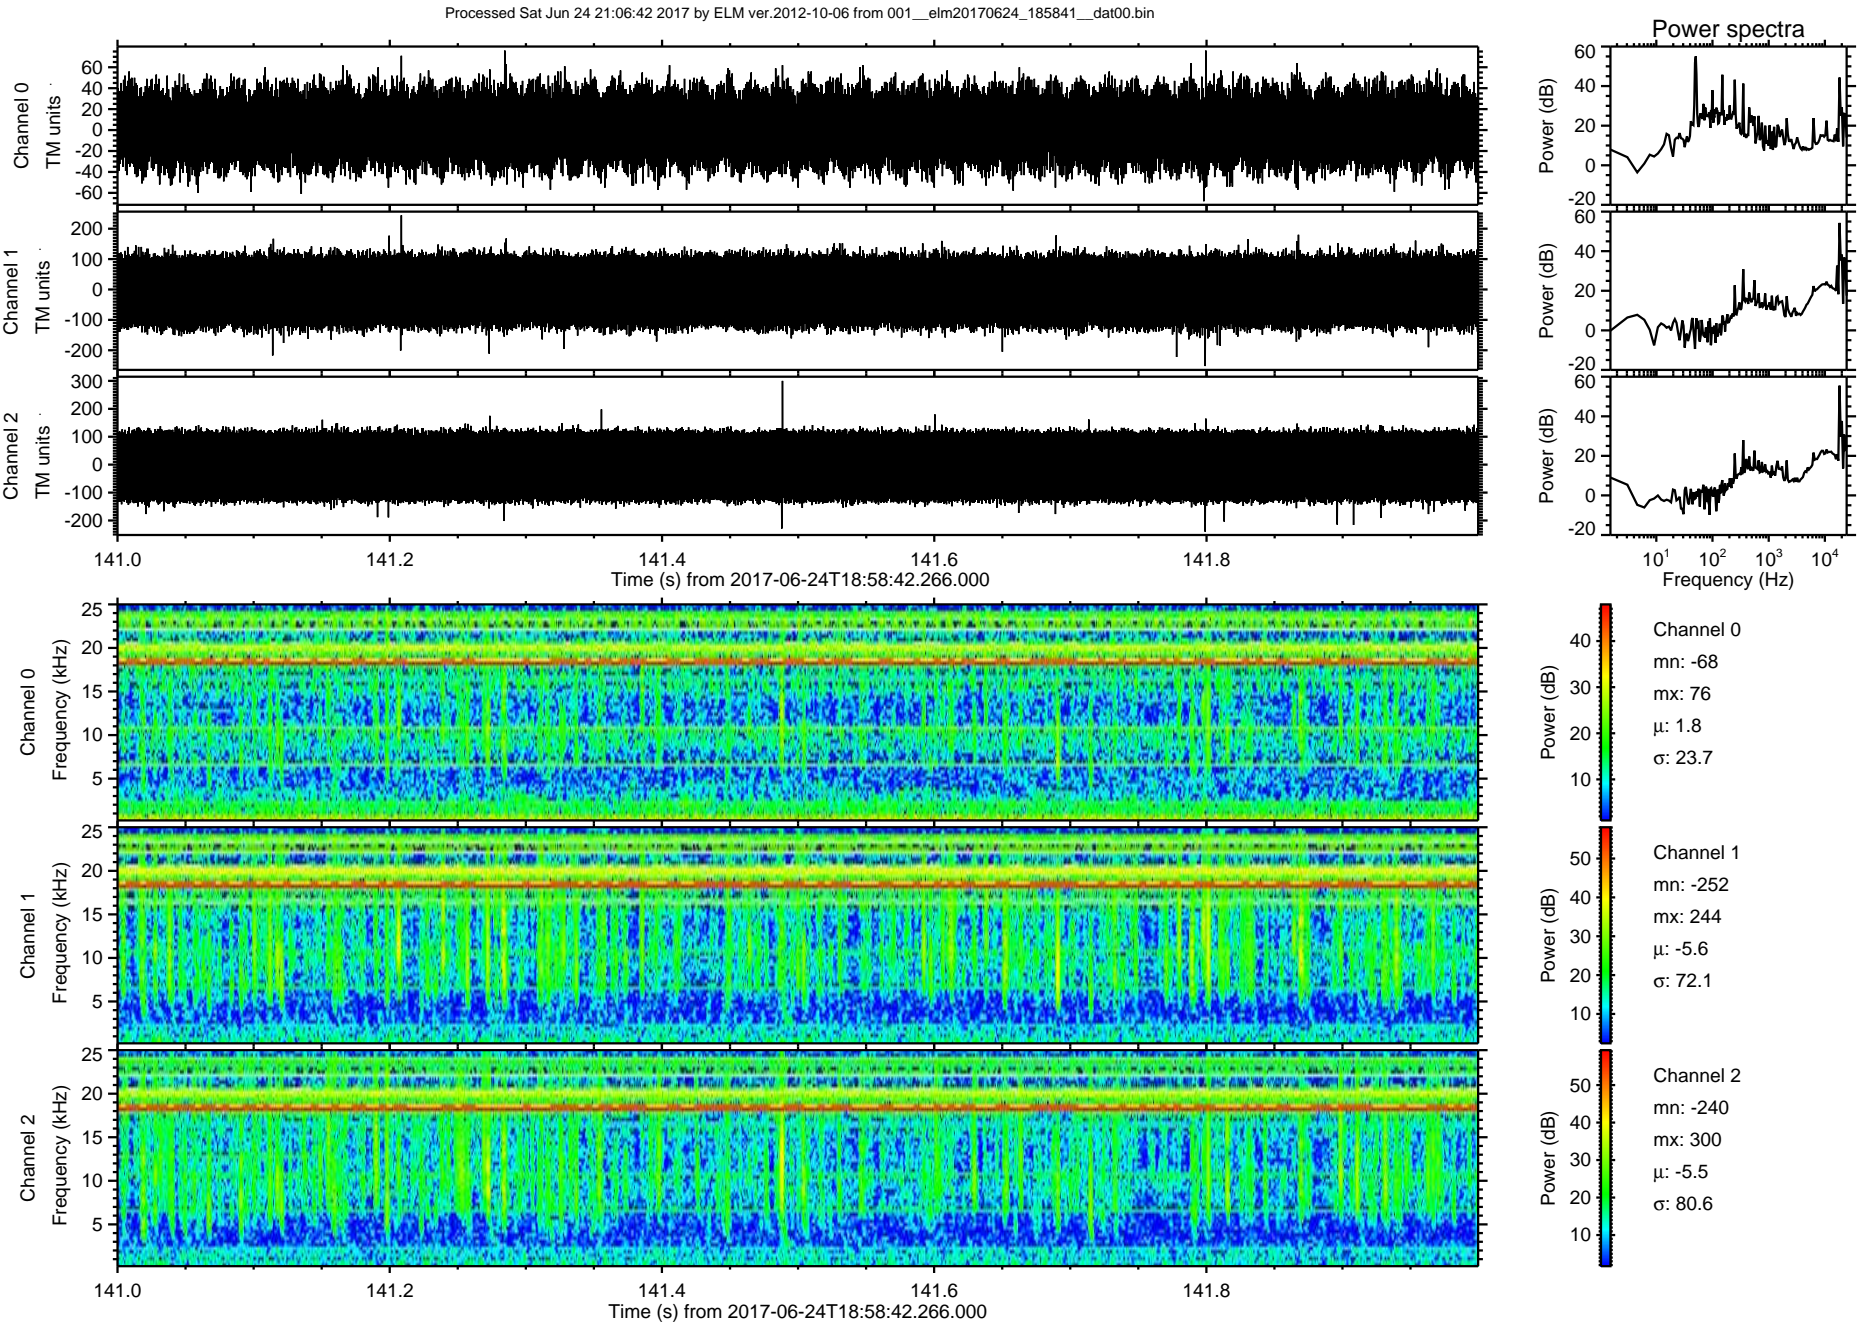 Processed Sat Jun 24 21:06:42 2017 by ELM ver.2012-10-06 from 001__elm20170624_185841__dat00.bin
Power spectra
Channel 0
TM units
60
40
20
0
-20
-40
-60
Power (dB)
60
40
20
0
-20
Channel 1
TM units
200
100
0
-100
-200
Power (dB)
60
40
20
0
-20
Channel 2
TM units
300
200
100
0
-100
-200
Power (dB)
60
40
20
0
-20
141.0 141.2 141.4 141.6 141.8
Time (s) from 2017-06-24T18:58:42.266.000
10¹ 10² 10³ 10⁴
Frequency (Hz)
Channel 0
Frequency (kHz)
25
20
15
10
5
Power (dB)
40
30
20
10
Channel 0
mn: -68
mx: 76
μ: 1.8
σ: 23.7
Channel 1
Frequency (kHz)
25
20
15
10
5
Power (dB)
50
40
30
20
10
Channel 1
mn: -252
mx: 244
μ: -5.6
σ: 72.1
Channel 2
Frequency (kHz)
25
20
15
10
5
Power (dB)
50
40
30
20
10
Channel 2
mn: -240
mx: 300
μ: -5.5
σ: 80.6
141.0 141.2 141.4 141.6 141.8
Time (s) from 2017-06-24T18:58:42.266.000